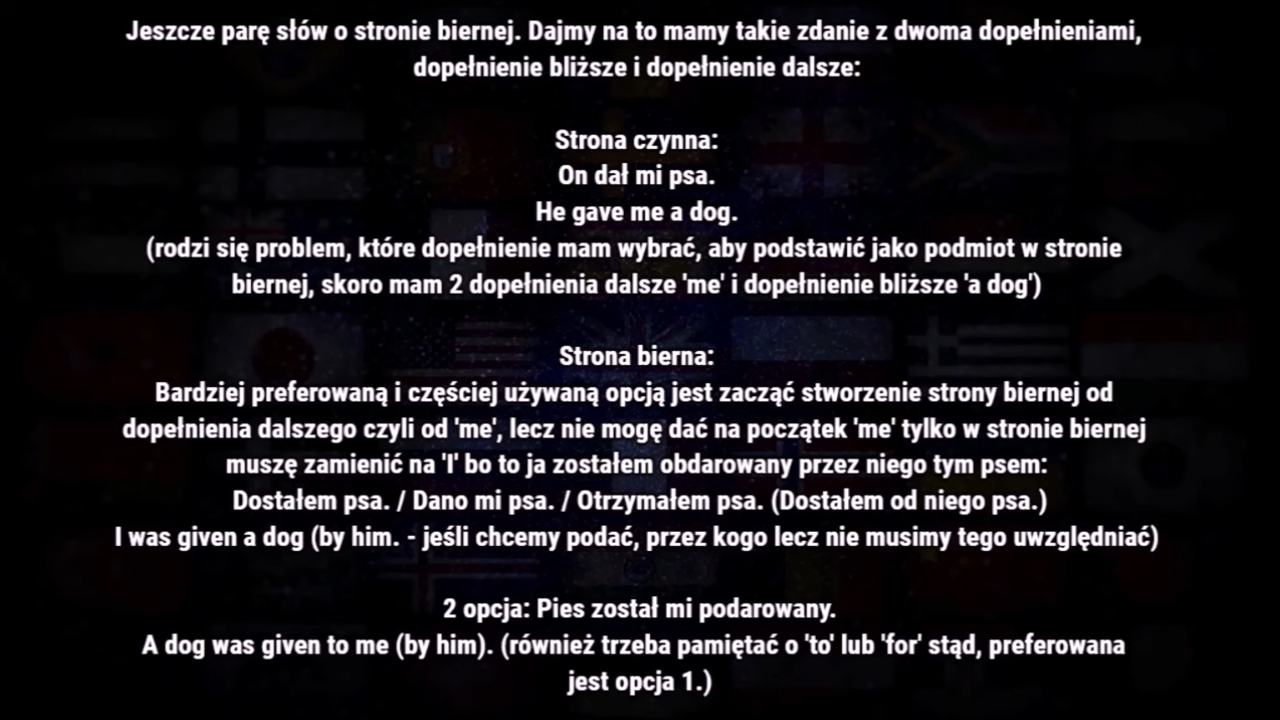 Jeszcze parę słów o stronie biernej. Dajmy na to mamy takie zdanie z dwoma dopełnieniami,
dopełnienie bliższe i dopełnienie dalsze:
Strona czynna:
On dał mi psa.
He gave me a dog.
(rodzi się problem, które dopełnienie mam wybrać, aby podstawić jako podmiot w stronie
biernej, skoro mam 2 dopełnienia dalsze 'me' i dopełnienie bliższe 'a dog')
Strona bierna:
Bardziej preferowaną i częściej używaną opcją jest zacząć stworzenie strony biernej od
dopełnienia dalszego czyli od 'me', lecz nie mogę dać na początek 'me' tylko w stronie biernej
muszę zamienić na 'I' bo to ja zostałem obdarowany przez niego tym psem:
Dostałem psa. / Dano mi psa. / Otrzymałem psa. (Dostałem od niego psa.)
I was given a dog (by him. - jeśli chcemy podać, przez kogo lecz nie musimy tego uwzględniać)
2 opcja: Pies został mi podarowany.
A dog was given to me (by him). (również trzeba pamiętać o 'to' lub 'for' stąd, preferowana
jest opcja 1.)